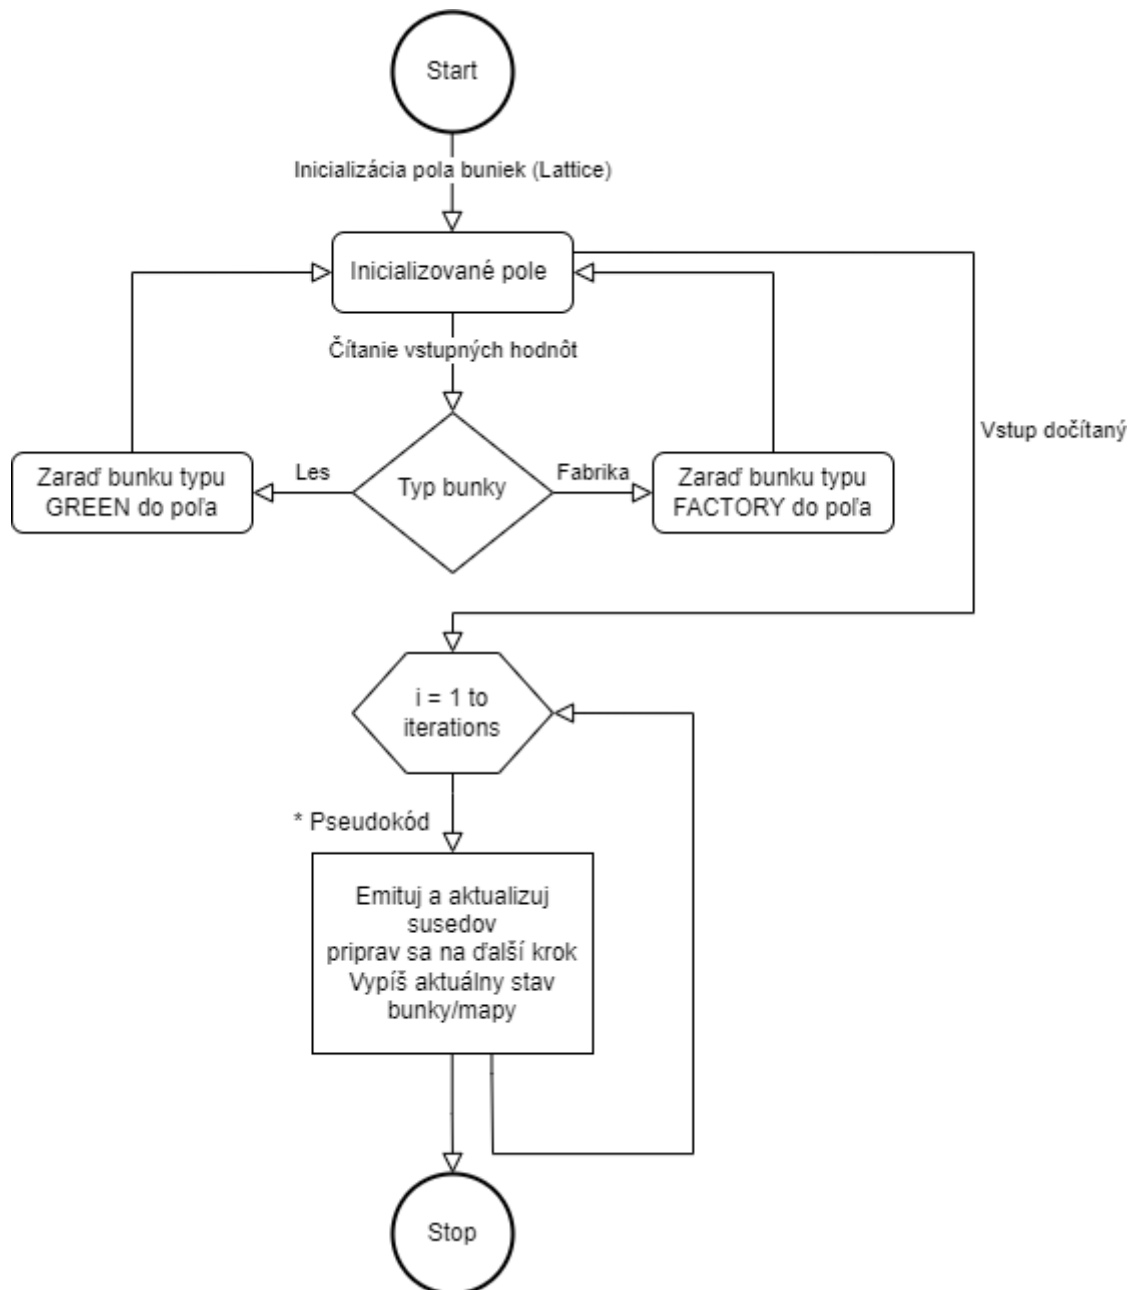 Start
Inicializácia pola buniek (Lattice)
Inicializované pole
Čítanie vstupných hodnôt
Vstup dočítaný
Zaraď bunku typu
GREEN do poľa
Les
Typ bunky
Fabrika
Zaraď bunku typu
FACTORY do poľa
i = 1 to
iterations
* Pseudokód
Emituj a aktualizuj
susedov
priprav sa na ďalší krok
Vypíš aktuálny stav
bunky/mapy
Stop